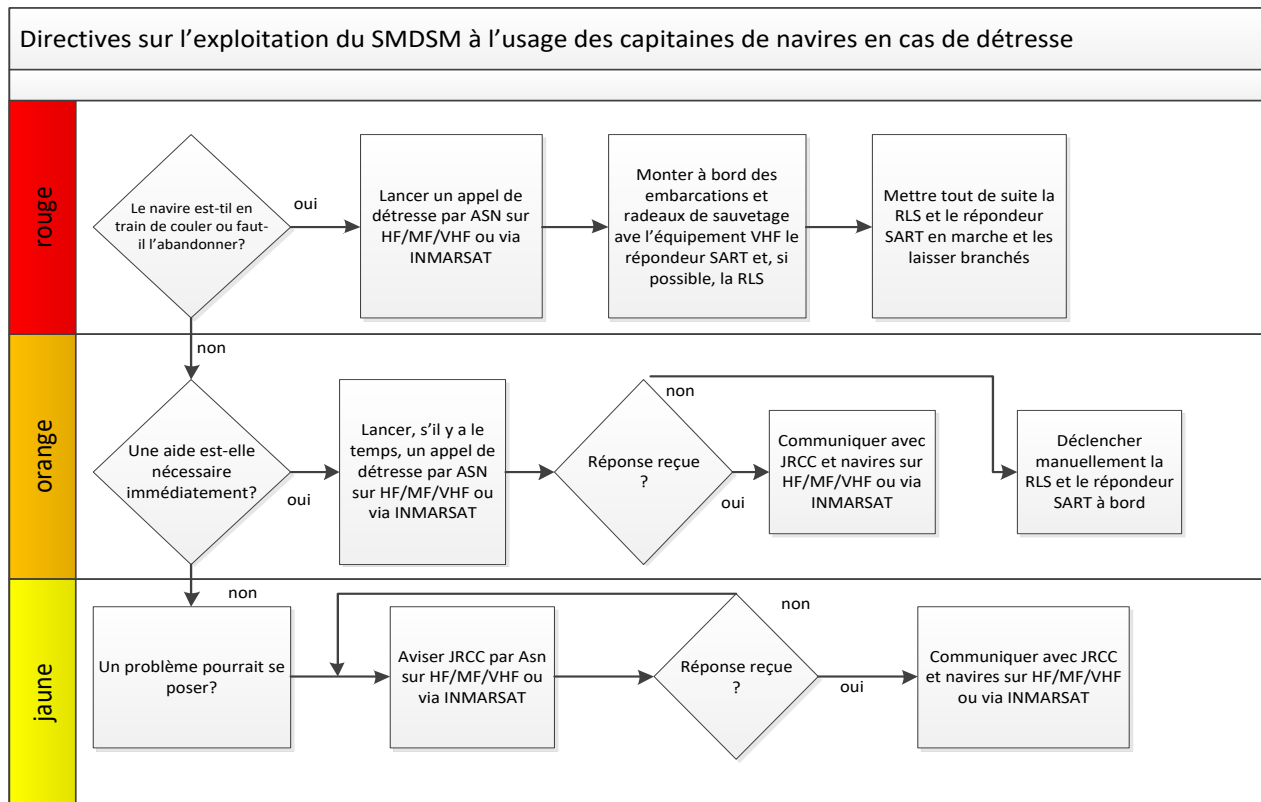 Directives sur l'exploitation du SMDSM à l'usage des capitaines de navires en cas de détresse
rouge
Le navire est-til en
train de couler ou faut-
il l'abandonner?
oui
Lancer un appel de
détresse par ASN sur
HF/MF/VHF ou via
INMARSAT
Monter à bord des
embarcations et
radeaux de sauvetage
ave l'équipement VHF le
répondeur SART et, si
possible, la RLS
Mettre tout de suite la
RLS et le répondeur
SART en marche et les
laisser branchés
non
orange
Une aide est-elle
nécessaire
immédiatement?
oui
Lancer, s'il y a le
temps, un appel de
détresse par ASN
sur HF/MF/VHF ou
via INMARSAT
Réponse reçue
?
non
oui
Communiquer avec
JRCC et navires sur
HF/MF/VHF ou via
INMARSAT
Déclencher
manuellement la
RLS et le répondeur
SART à bord
non
jaune
Un problème pourrait se
poser?
Aviser JRCC par Asn
sur HF/MF/VHF ou
via INMARSAT
Réponse reçue
?
non
oui
Communiquer avec JRCC
et navires sur HF/MF/VHF
ou via INMARSAT